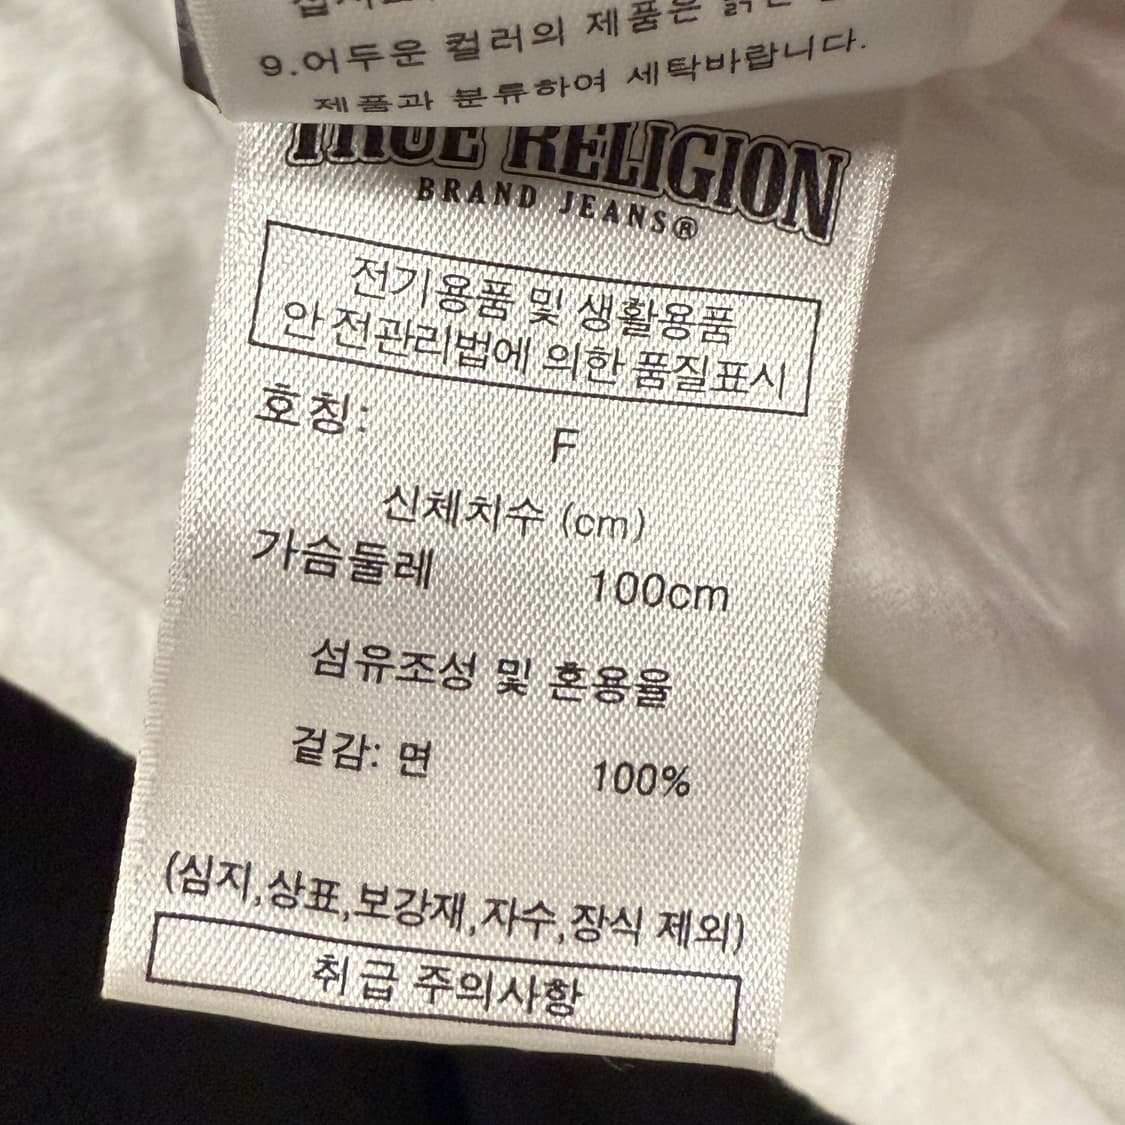 9.어두운 컬러의 제품은
제품과 분류하여 세탁바랍니다.
TRUE RELIGION
BRAND JEANS®
전기용품 및 생활용품
안전관리법에 의한 품질표시
호칭: F
신체치수 (cm)
가슴둘레 100cm
섬유조성 및 혼용율
겉감: 면 100%
(심지,상표,보강재,자수,장식 제외)
취급 주의사항